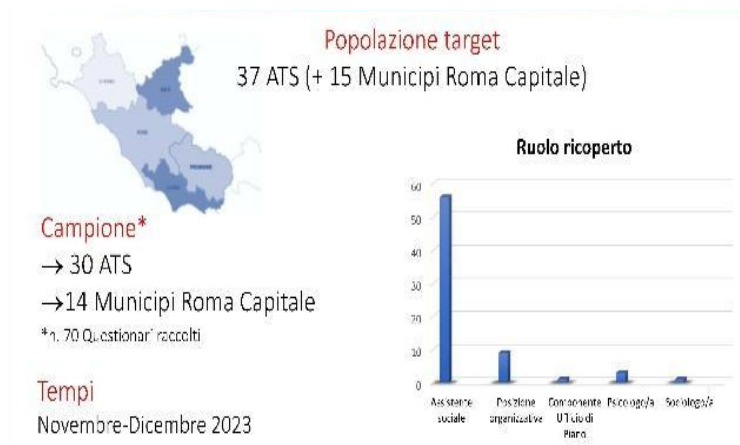 Popolazione target
37 ATS (+ 15 Municipi Roma Capitale)
Campione*
→ 30 ATS
→14 Municipi Roma Capitale
*n. 70 Questionari raccolti
Tempi
Novembre-Dicembre 2023
Ruolo ricoperto
60
50
40
30
20
10
0
Assistente sociale
Posizione organizzativa
Componente Ufficio di Piano
Psicologo/a
Sociologo/a